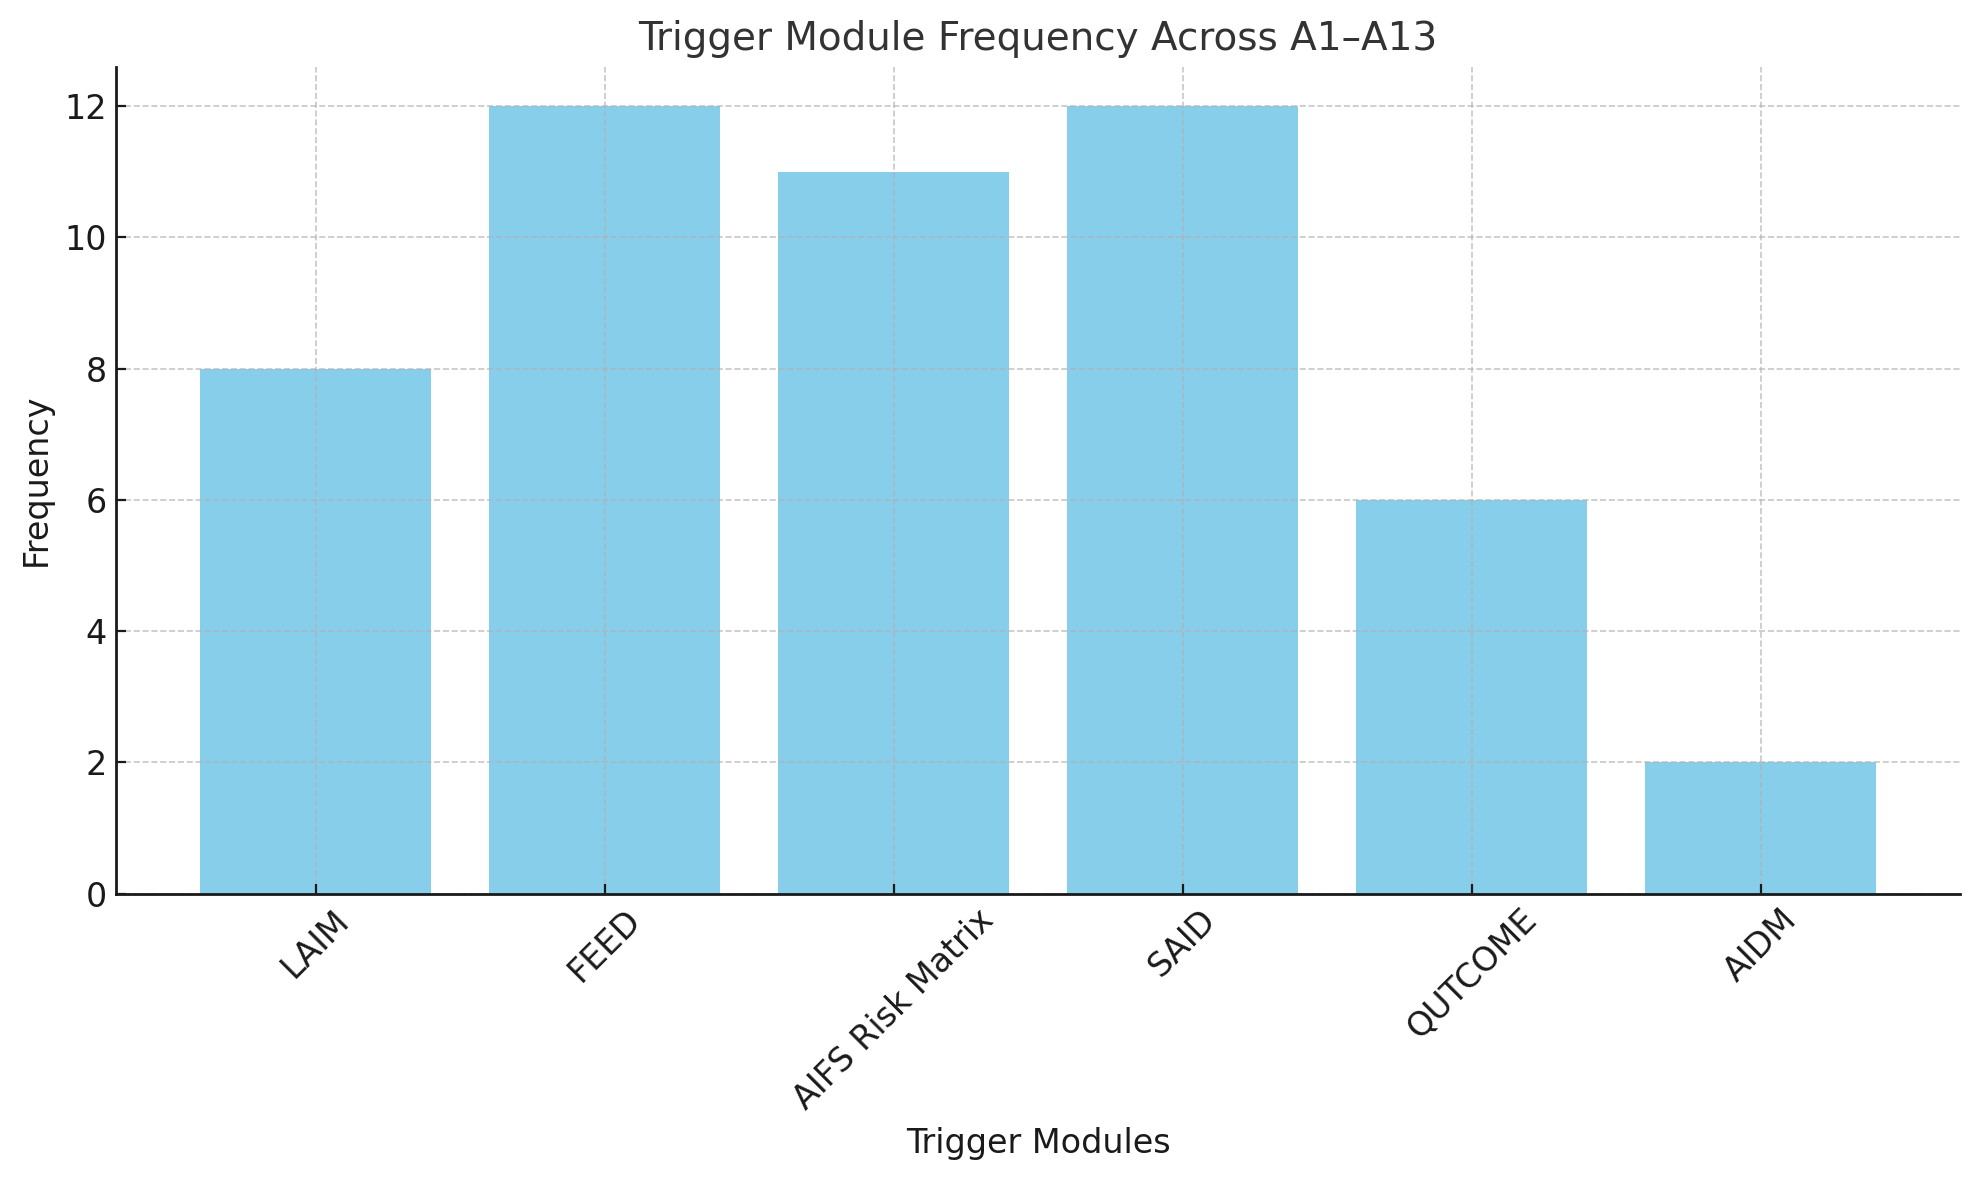 Trigger Module Frequency Across A1–A13
12
10
8
6
4
2
0
Frequency
LAIM
FEED
AIFS Risk Matrix
SAID
QUTCOME
AIDM
Trigger Modules